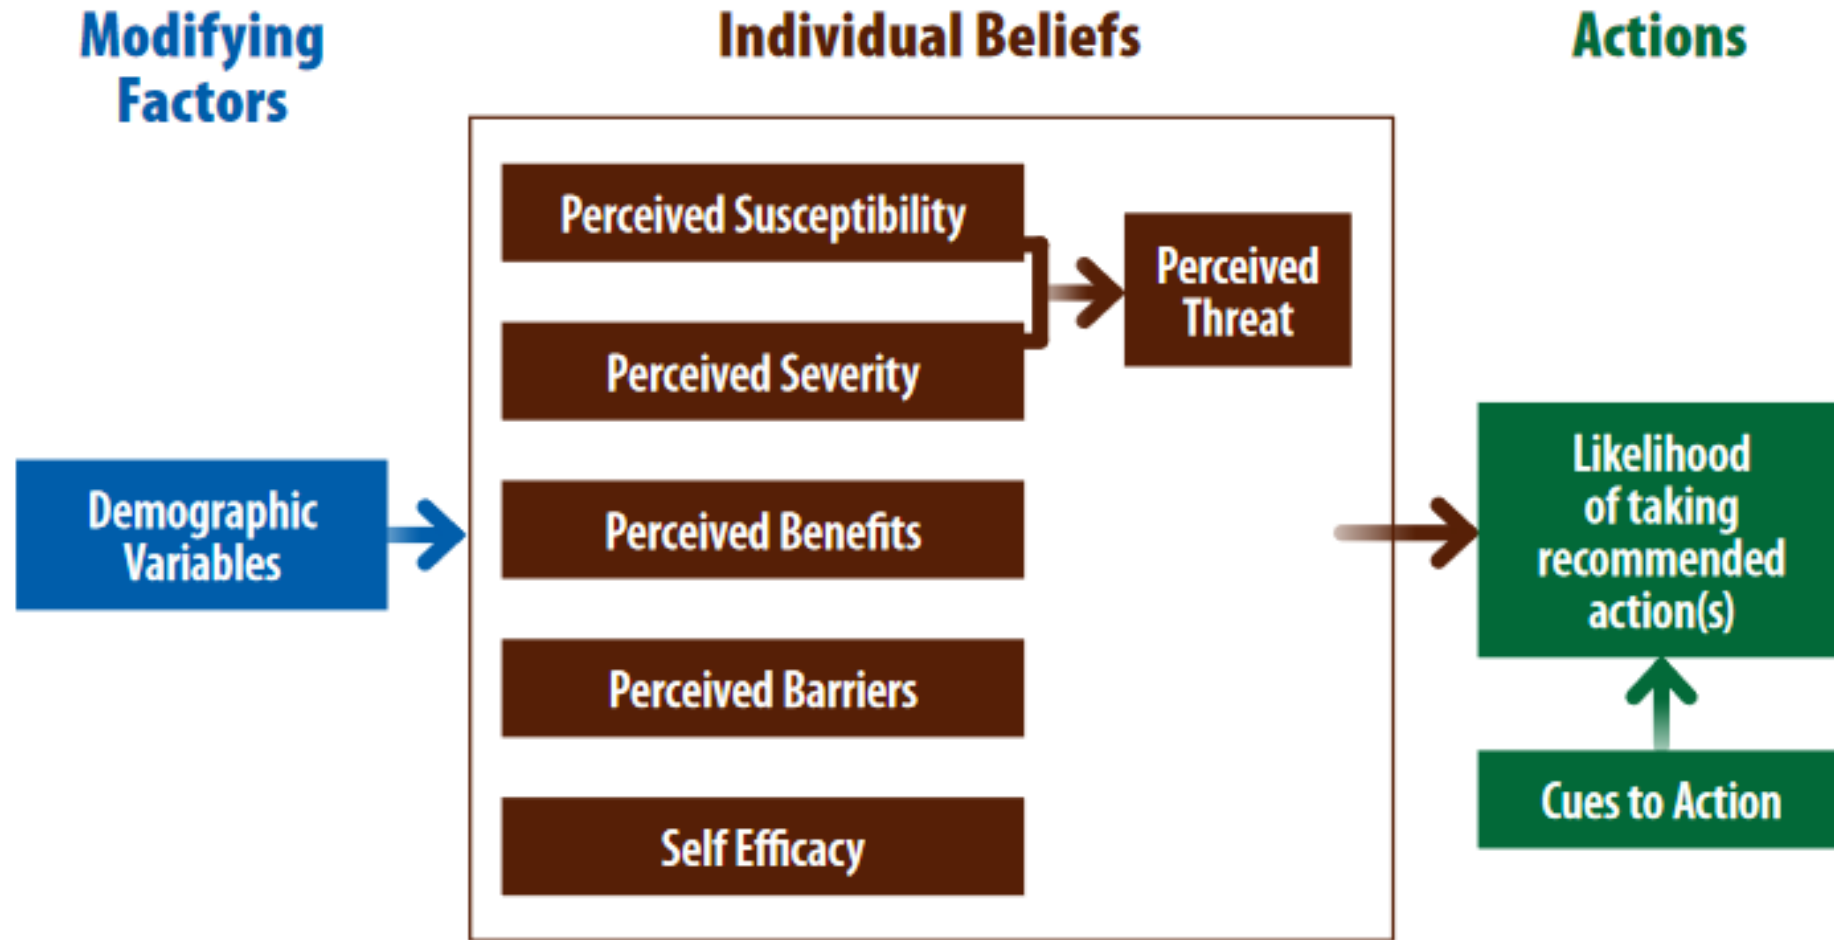 Modifying
Factors
Individual Beliefs
Actions
Perceived Susceptibility
Perceived
Threat
Perceived Severity
Demographic
Variables
Perceived Benefits
Likelihood
of taking
recommended
action(s)
Perceived Barriers
Cues to Action
Self Efficacy